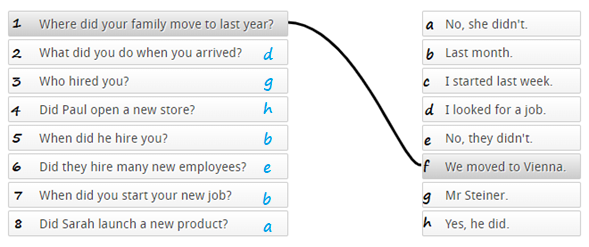 1 Where did your family move to last year?
2 What did you do when you arrived? d
3 Who hired you? g
4 Did Paul open a new store? h
5 When did he hire you? b
6 Did they hire many new employees? e
7 When did you start your new job? b
8 Did Sarah launch a new product? a
a No, she didn't.
b Last month.
c I started last week.
d I looked for a job.
e No, they didn't.
f We moved to Vienna.
g Mr Steiner.
h Yes, he did.